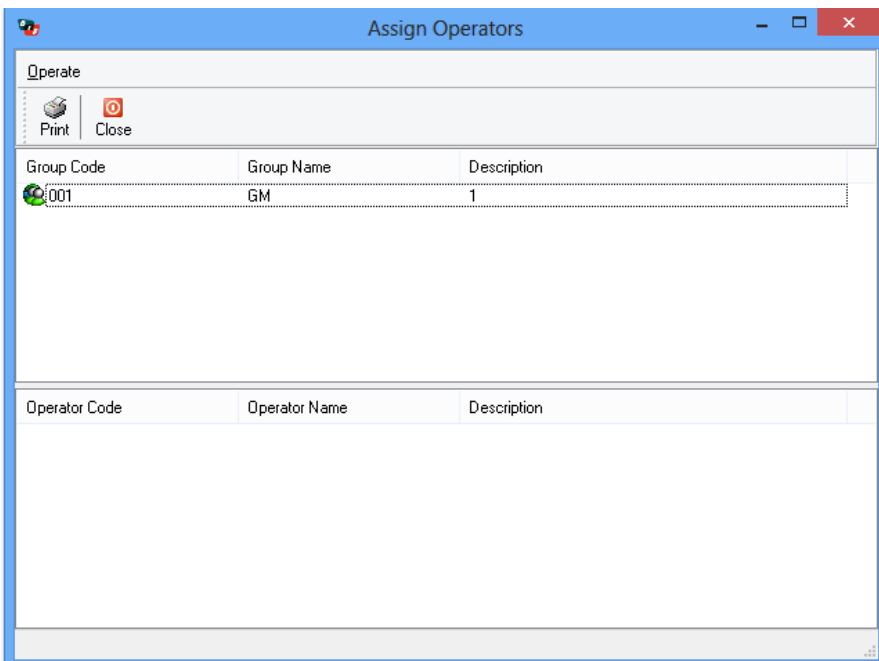 Assign Operators
Operate
Print Close
Group Code Group Name Description
001 GM 1
Operator Code Operator Name Description